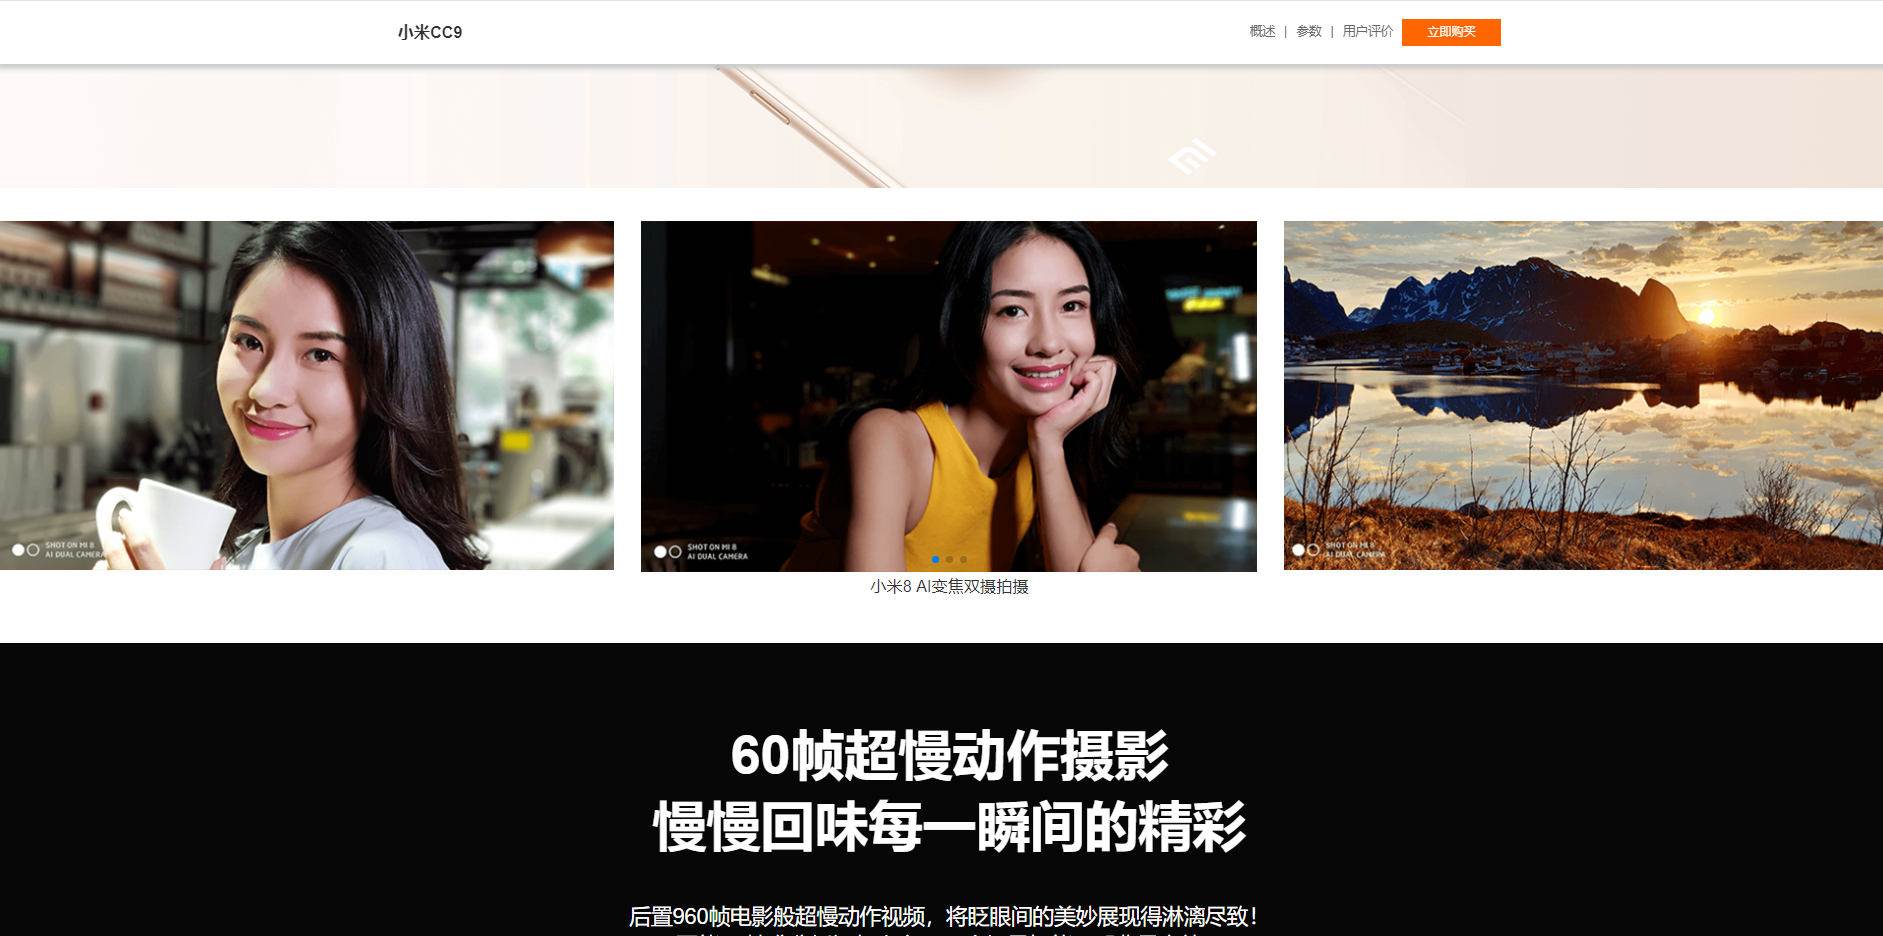 小米CC9
概述 | 参数 | 用户评价 立即购买
SHOT ON MI 8
AI DUAL CAMERA
SHOT ON MI 8
AI DUAL CAMERA
SHOT ON MI 8
AI DUAL CAMERA
小米8 AI变焦双摄拍摄
60帧超慢动作摄影
慢慢回味每一瞬间的精彩
后置960帧电影般超慢动作视频，将眨眼间的美妙展现得淋漓尽致！